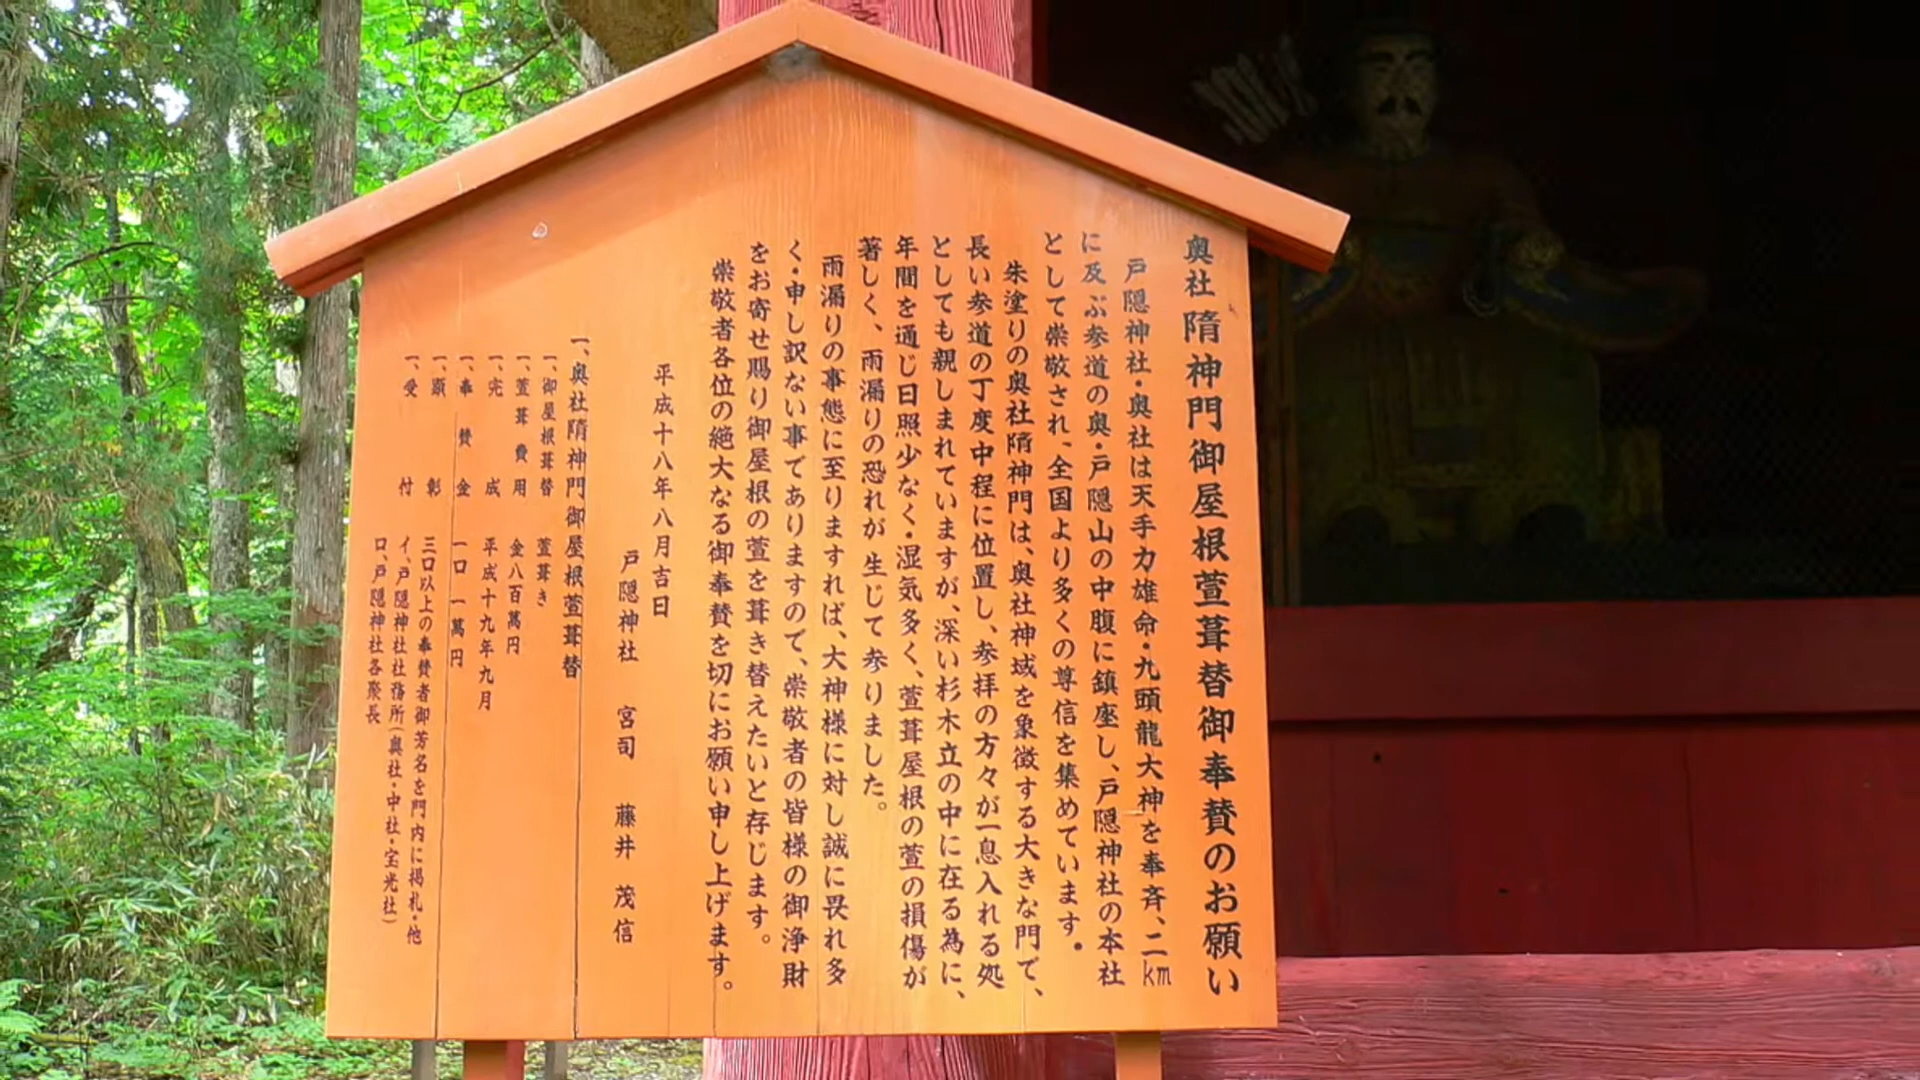 奥社隋神門御屋根萱葺替御奉賛のお願い
戸隠神社・奥社は天手力雄命・九頭龍大神を奉斉、二km
に及ぶ参道の奥・戸隠山の中腹に鎮座し、戸隠神社の本社
として崇敬され、全国より多くの尊信を集めています。
朱塗りの奥社隋神門は、奥社神域を象徴する大きな門で、
長い参道の丁度中程に位置し、参拝の方々が一息入れる処
としても親しまれていますが、深い杉木立の中に在る為に、
年間を通じ日照少なく・湿気多く、萱葺屋根の萱の損傷が
著しく、雨漏りの恐れが生じて参りました。
雨漏りの事態に至りますれば、大神様に対し誠に畏れ多
く・申し訳ない事でありますので、崇敬者の皆様の御浄財
をお寄せ賜り御屋根の萱を葺き替えたいと存じます。
崇敬者各位の絶大なる御奉賛を切にお願い申し上げます。
平成十八年八月吉日
戸隠神社 宮司 藤井 茂信
一、奥社隋神門御屋根萱葺替
一、御屋根葺替 萱葺き
一、萱葺費用 金八百萬円
一、完成 平成十九年九月
一、奉賛金 一口 一萬円
一、顕彰 三口以上の奉賛者御芳名を門内に掲札・他
一、受付 イ、戸隠神社社務所(奥社・中社・宝光社)
ロ、戸隠神社各聚長